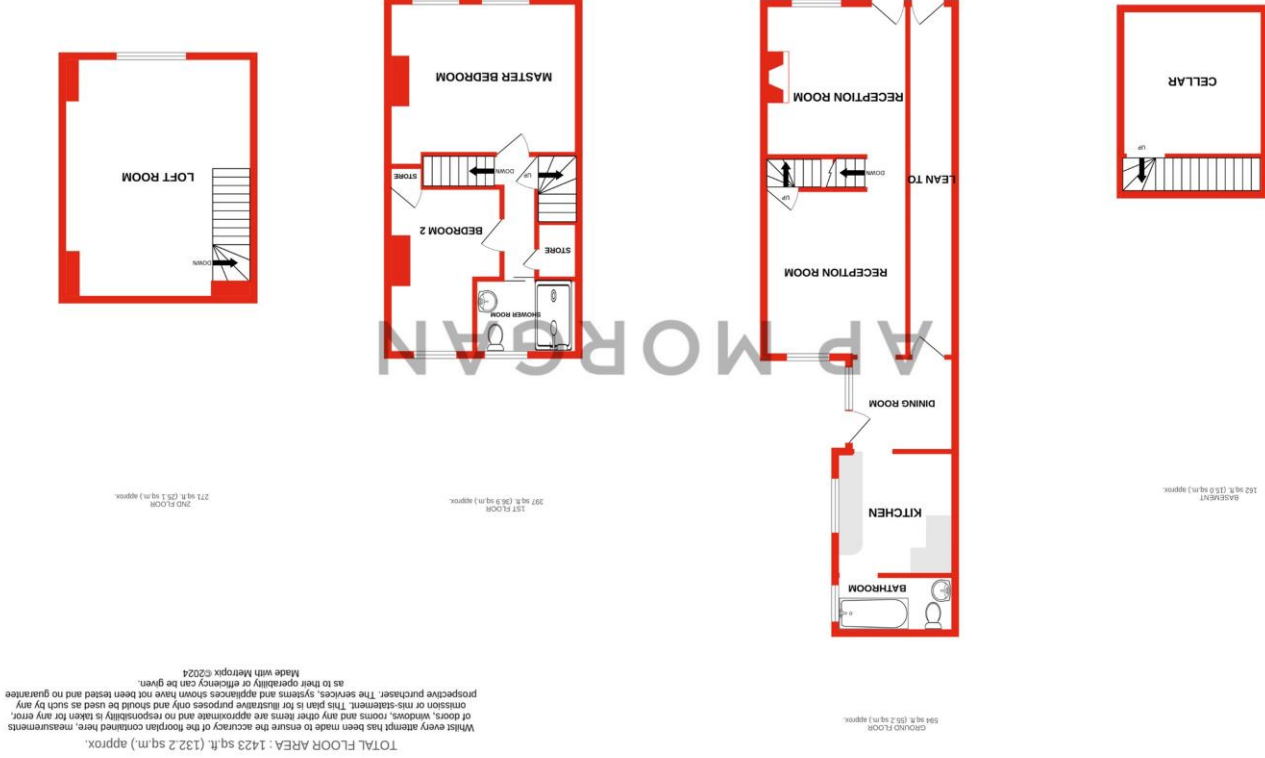 BASEMENT
162 sq.ft. (15.0 sq.m.) approx.
CELLAR
UP
GROUND FLOOR
594 sq.ft. (55.2 sq.m.) approx.
BATHROOM
KITCHEN
DINING ROOM
RECEPTION ROOM
LEAN TO
UP
DOWN
RECEPTION ROOM
1ST FLOOR
397 sq.ft. (36.9 sq.m.) approx.
SHOWER ROOM
STORE
BEDROOM 2
STORE
UP
DOWN
MASTER BEDROOM
2ND FLOOR
271 sq.ft. (25.1 sq.m.) approx.
DOWN
LOFT ROOM
AP MORGAN
TOTAL FLOOR AREA : 1423 sq.ft. (132.2 sq.m.) approx.
Whilst every attempt has been made to ensure the accuracy of the floorplan contained here, measurements
of doors, windows, rooms and any other items are approximate and no responsibility is taken for any error,
omission or mis-statement. This plan is for illustrative purposes only and should be used as such by any
prospective purchaser. The services, systems and appliances shown have not been tested and no guarantee
as to their operability or efficiency can be given.
Made with Metropix ©2024